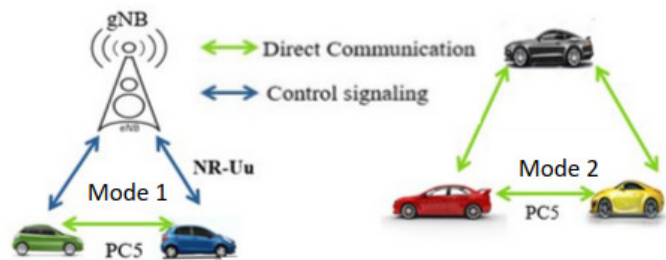 gNB
Direct Communication
Control signaling
eNB
NR-Uu
Mode 1
PC5
Mode 2
PC5